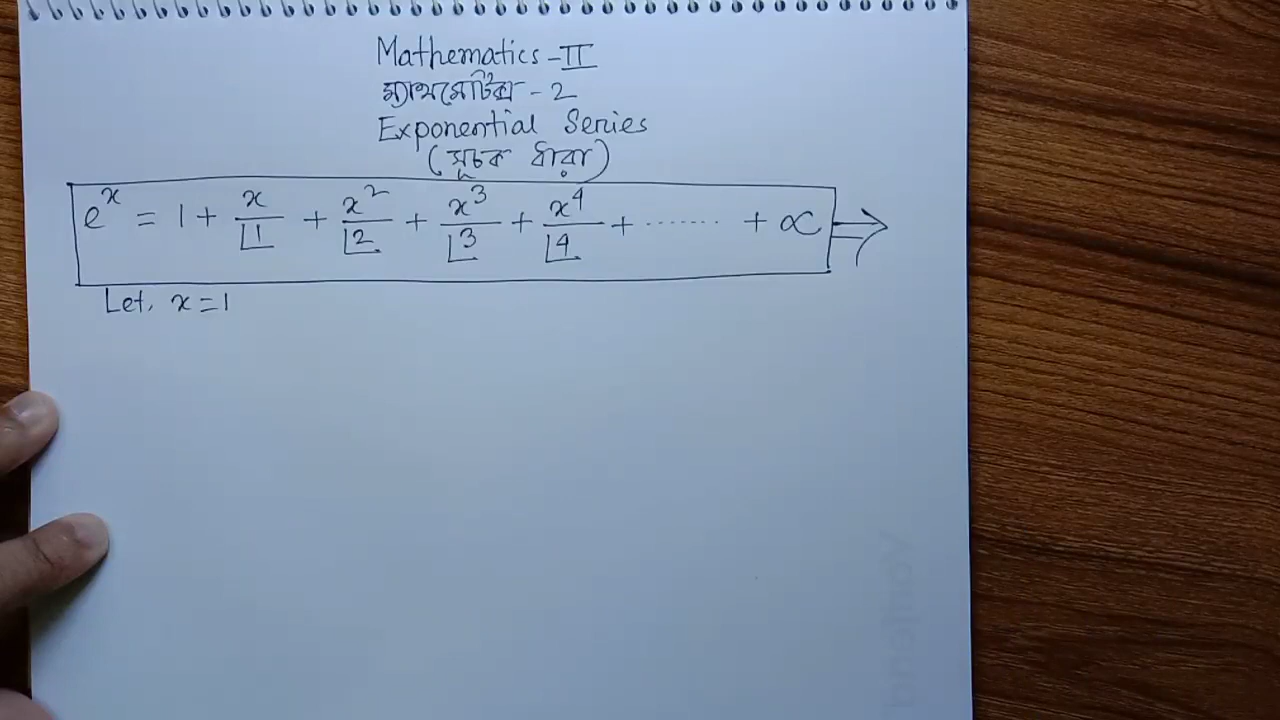 Mathematics - II
ম্যাথমেটিক্স - 2
Exponential Series
(সূচক ধারা)
e^x = 1 + x/⌊1 + x^2/⌊2 + x^3/⌊3 + x^4/⌊4 + ........ + ∝ ⇒
Let, x = 1